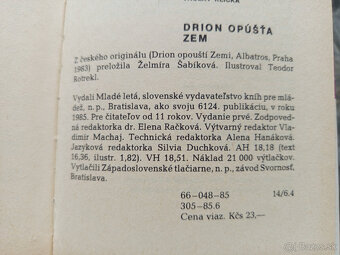 DRION OPÚŠŤA
ZEM
Z českého originálu (Drion opouští Zemi, Albatros, Praha
1983) preložila Želmíra Šabíková. Ilustroval Teodor
Rotrekl.
Vydali Mladé letá, slovenské vydavateľstvo kníh pre mlá-
dež, n. p., Bratislava, ako svoju 6124. publikáciu, v roku
1985. Pre čitateľov od 11 rokov. Vydanie prvé. Zodpoved-
ná redaktorka dr. Elena Račková. Výtvarný redaktor Vla-
dimír Machaj. Technická redaktorka Alena Hanáková.
Jazyková redaktorka Silvia Duchková. AH 18,18 (text
16,36, ilustr. 1,82). VH 18,51. Náklad 21 000 výtlačkov.
Vytlačili Západoslovenské tlačiarne, n. p., závod Svornosť,
Bratislava.
66-048-85
14/6.4
305-85.6
Cena viaz. Kčs 23,—
bazos.sk